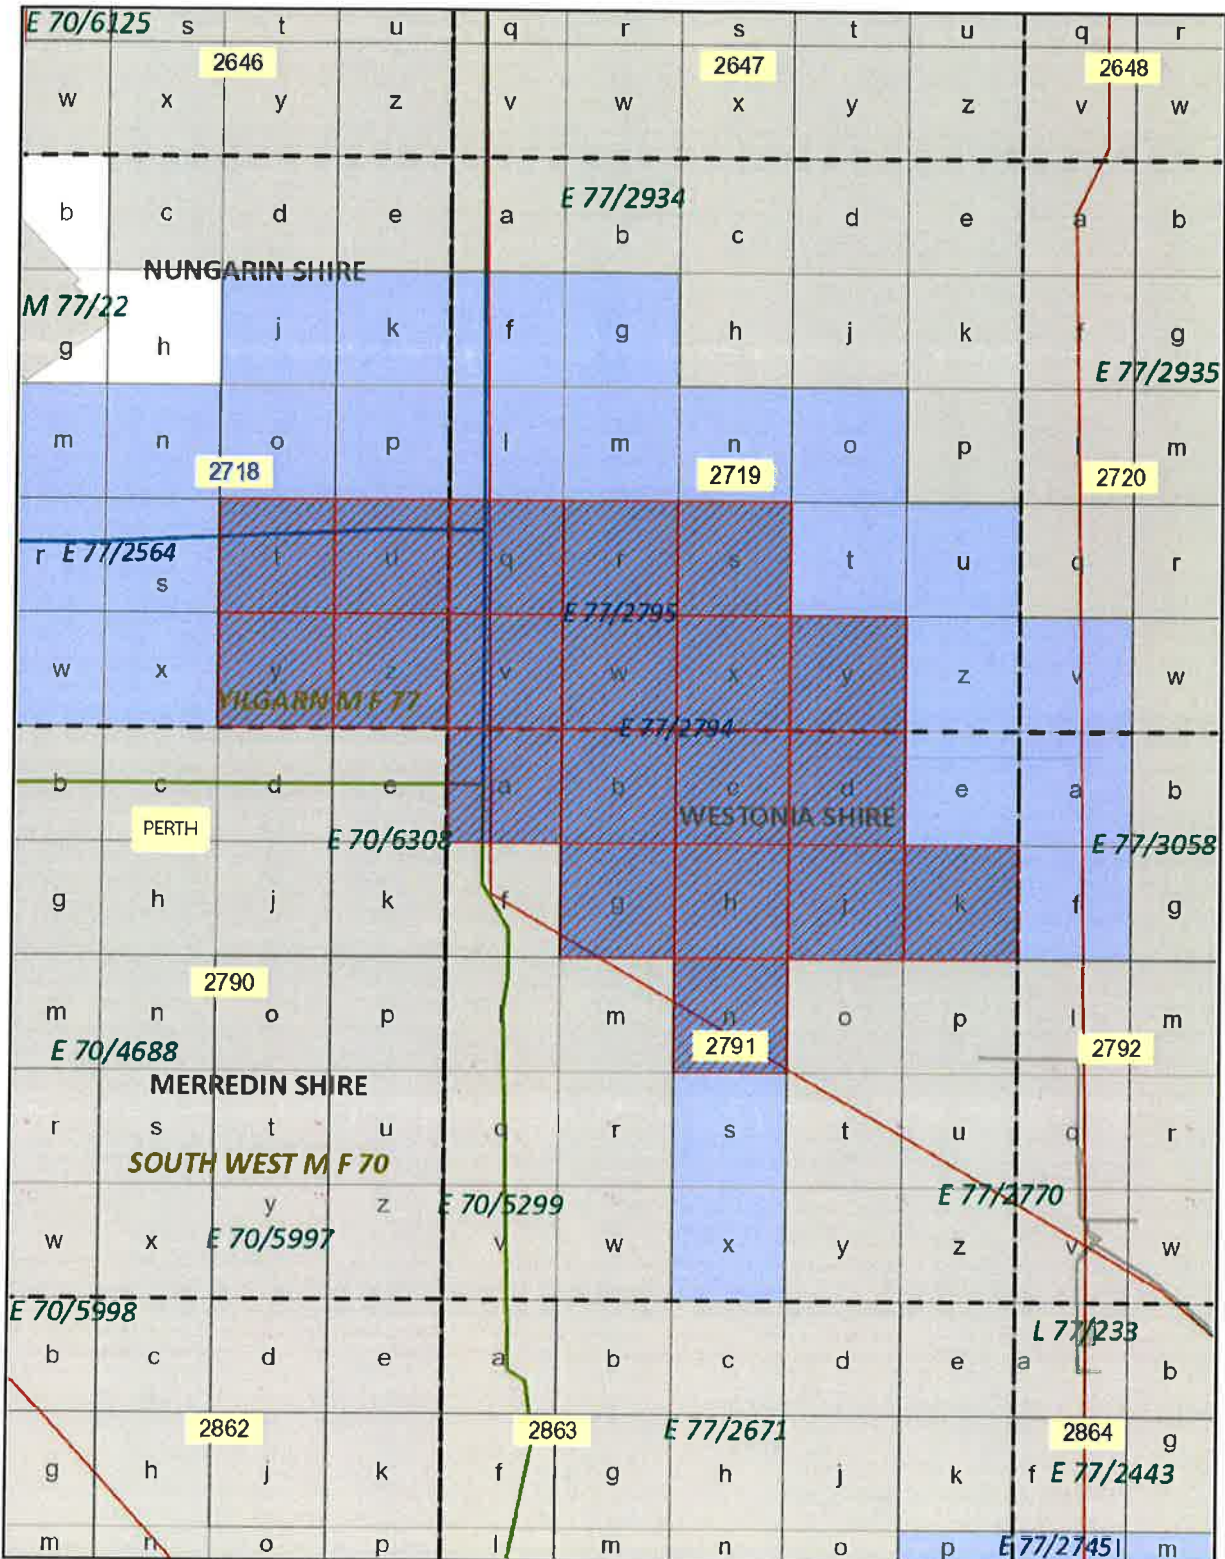 E 70/6125 s t u q r s t u q r
2646 2647 2648
w x y z v w x y z v w
E 77/2934
b c d e a b c d e a b
NUNGARIN SHIRE
M 77/22
g h j k f g h j k f g
E 77/2935
m n o p l m n o p l m
2718 2719 2720
r E 77/2564 s t u q r s t u q r
E 77/2795
w x y z v w x y z v w
YILGARN M F 77
E 77/2794
b c d e a b c d e a b
WESTONIA SHIRE
PERTH
E 70/6308 E 77/3058
g h j k f g h j k f g
2790
m n o p l m n o p l m
E 70/4688 2791 2792
MERREDIN SHIRE
r s t u q r s t u q r
SOUTH WEST M F 70
y z E 70/5299 E 77/2770
w x E 70/5997 v w x y z v w
E 70/5998
L 77/233
b c d e a b c d e a b
2862 2863 E 77/2671 2864
g h j k f g h j k f E 77/2443 g
m n o p l m n o p E 77/2745 l m